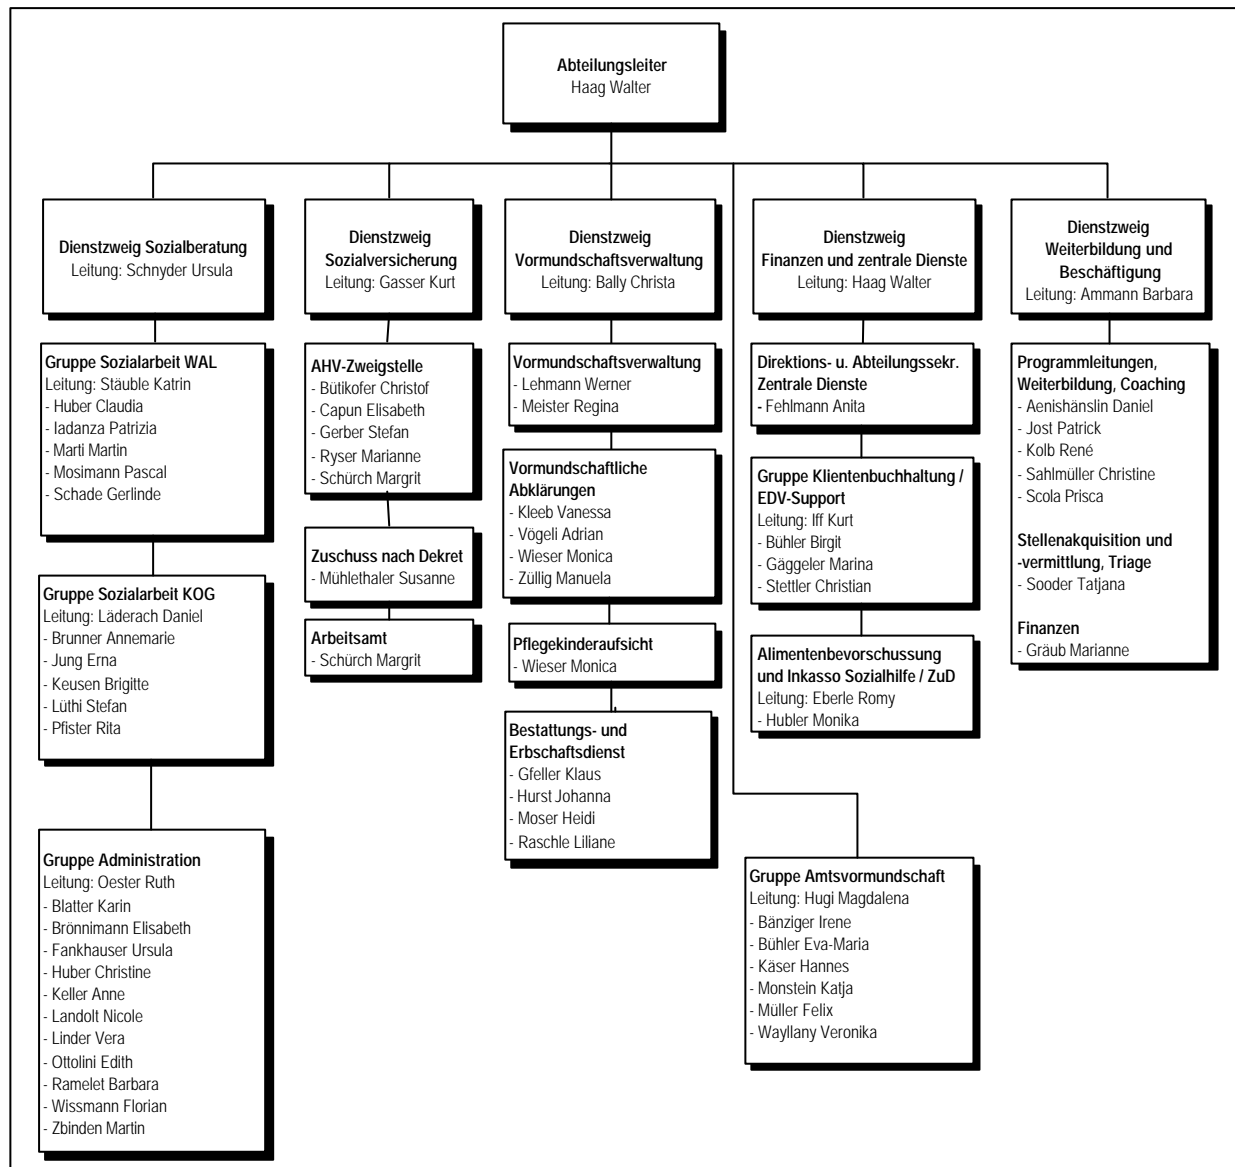 Abteilungsleiter
Haag Walter
Dienstzweig Sozialberatung
Leitung: Schnyder Ursula
Gruppe Sozialarbeit WAL
Leitung: Stäuble Katrin
- Huber Claudia
- Iadanza Patrizia
- Marti Martin
- Mosimann Pascal
- Schade Gerlinde
Gruppe Sozialarbeit KOG
Leitung: Läderach Daniel
- Brunner Annemarie
- Jung Erna
- Keusen Brigitte
- Lüthi Stefan
- Pfister Rita
Gruppe Administration
Leitung: Oester Ruth
- Blatter Karin
- Brönnimann Elisabeth
- Fankhauser Ursula
- Huber Christine
- Keller Anne
- Landolt Nicole
- Linder Vera
- Ottolini Edith
- Ramelet Barbara
- Wissmann Florian
- Zbinden Martin
Dienstzweig
Sozialversicherung
Leitung: Gasser Kurt
AHV-Zweigstelle
- Bütikofer Christof
- Capun Elisabeth
- Gerber Stefan
- Ryser Marianne
- Schürch Margrit
Zuschuss nach Dekret
- Mühlethaler Susanne
Arbeitsamt
- Schürch Margrit
Dienstzweig
Vormundschaftsverwaltung
Leitung: Bally Christa
Vormundschaftsverwaltung
- Lehmann Werner
- Meister Regina
Vormundschaftliche
Abklärungen
- Kleeb Vanessa
- Vögeli Adrian
- Wieser Monica
- Züllig Manuela
Pflegekinderaufsicht
- Wieser Monica
Bestattungs- und
Erbschaftsdienst
- Gfeller Klaus
- Hurst Johanna
- Moser Heidi
- Raschle Liliane
Dienstzweig
Finanzen und zentrale Dienste
Leitung: Haag Walter
Direktions- u. Abteilungssekr.
Zentrale Dienste
- Fehlmann Anita
Gruppe Klientenbuchhaltung /
EDV-Support
Leitung: Iff Kurt
- Bühler Birgit
- Gäggeler Marina
- Stettler Christian
Alimentenbevorschussung
und Inkasso Sozialhilfe / ZuD
Leitung: Eberle Romy
- Hubler Monika
Gruppe Amtsvormundschaft
Leitung: Hugi Magdalena
- Bänziger Irene
- Bühler Eva-Maria
- Käser Hannes
- Monstein Katja
- Müller Felix
- Wayllany Veronika
Dienstzweig
Weiterbildung und
Beschäftigung
Leitung: Ammann Barbara
Programmleitungen,
Weiterbildung, Coaching
- Aenishänslin Daniel
- Jost Patrick
- Kolb René
- Sahlmüller Christine
- Scola Prisca
Stellenakquisition und
-vermittlung, Triage
- Sooder Tatjana
Finanzen
- Gräub Marianne